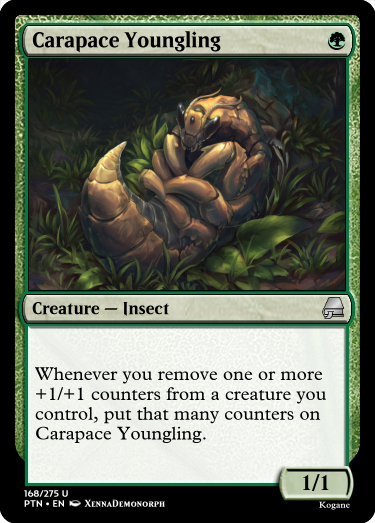 Carapace Youngling
Creature — Insect
Whenever you remove one or more
+1/+1 counters from a creature you
control, put that many counters on
Carapace Youngling.
1/1
168/275 U
PTN • EN XennaDemonorph
Kogane